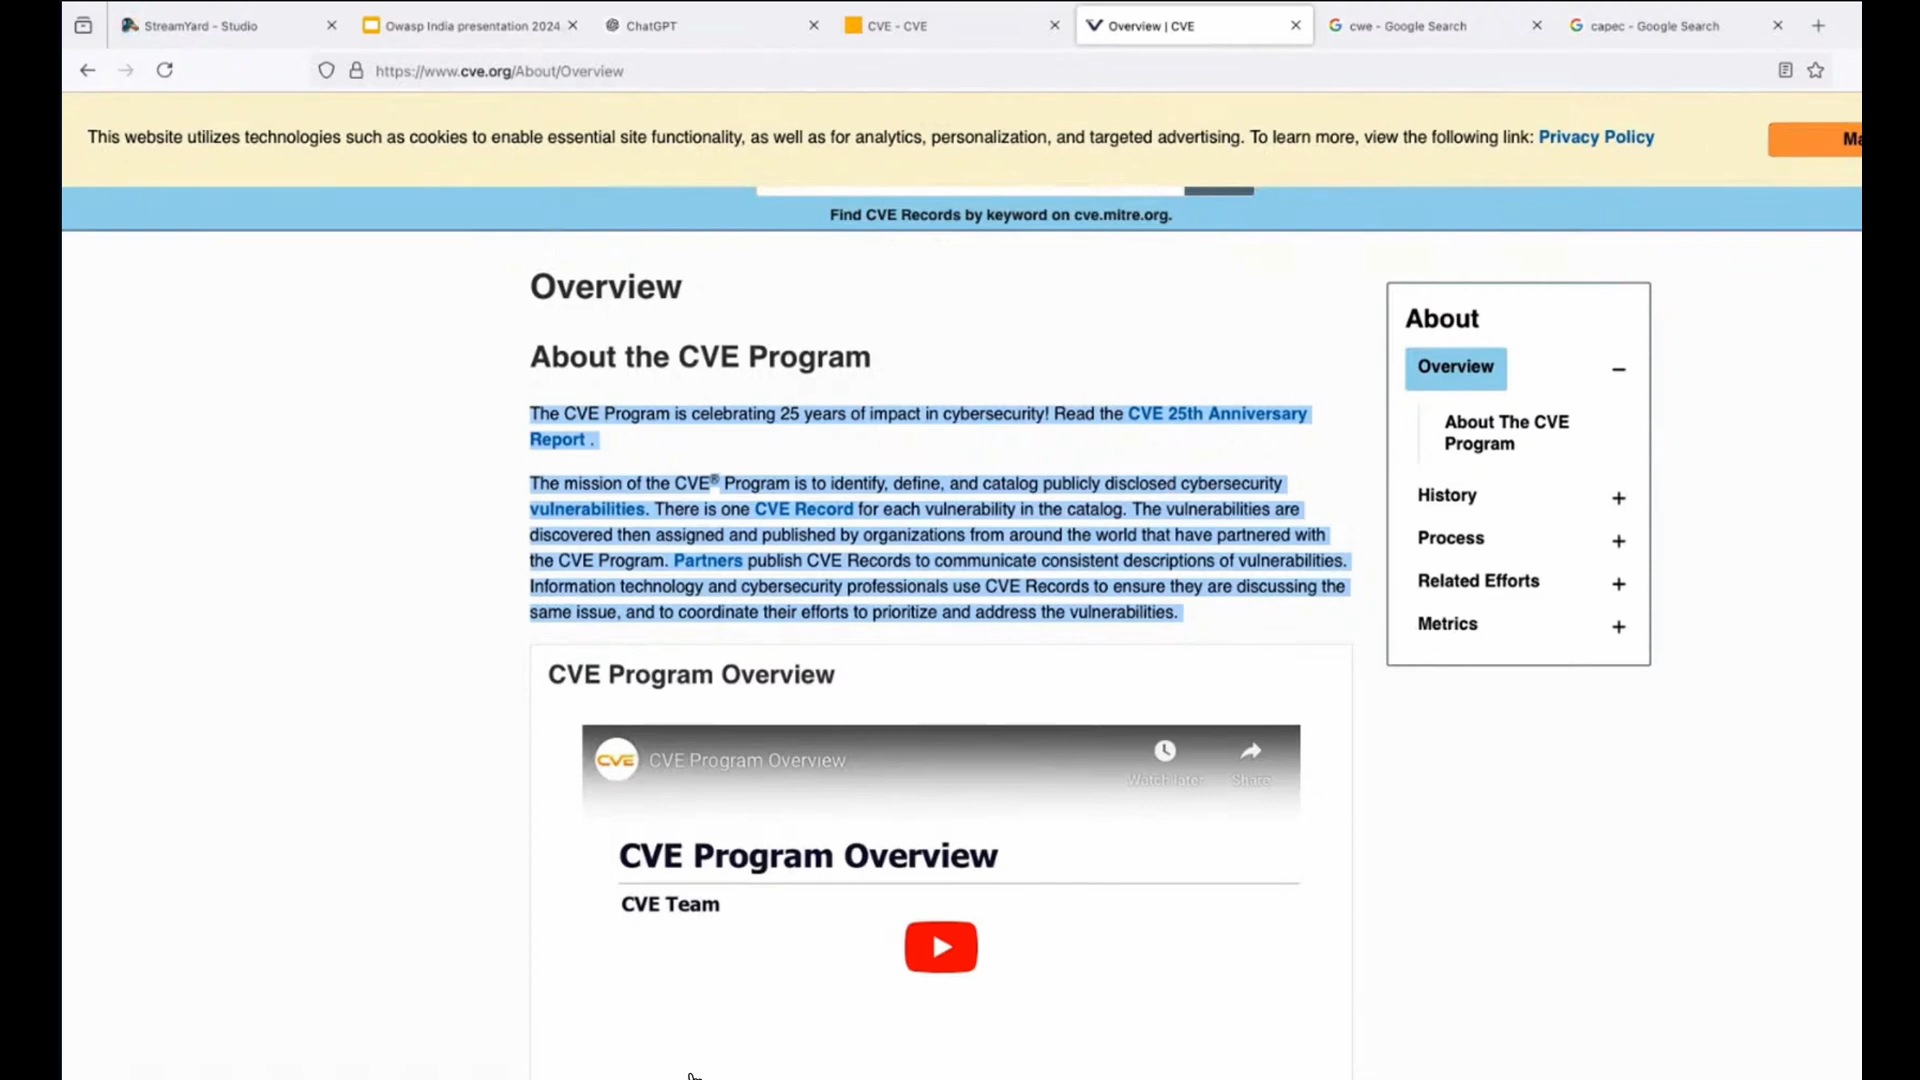 StreamYard - Studio
Owasp India presentation 2024
ChatGPT
CVE - CVE
Overview | CVE
cwe - Google Search
capec - Google Search
https://www.cve.org/About/Overview
This website utilizes technologies such as cookies to enable essential site functionality, as well as for analytics, personalization, and targeted advertising. To learn more, view the following link: Privacy Policy
Ma
Find CVE Records by keyword on cve.mitre.org.
Overview
About the CVE Program
The CVE Program is celebrating 25 years of impact in cybersecurity! Read the CVE 25th Anniversary
Report .
The mission of the CVE® Program is to identify, define, and catalog publicly disclosed cybersecurity
vulnerabilities. There is one CVE Record for each vulnerability in the catalog. The vulnerabilities are
discovered then assigned and published by organizations from around the world that have partnered with
the CVE Program. Partners publish CVE Records to communicate consistent descriptions of vulnerabilities.
Information technology and cybersecurity professionals use CVE Records to ensure they are discussing the
same issue, and to coordinate their efforts to prioritize and address the vulnerabilities.
About
Overview
About The CVE
Program
History
Process
Related Efforts
Metrics
CVE Program Overview
CVE
CVE Program Overview
Watch later
Share
CVE Program Overview
CVE Team